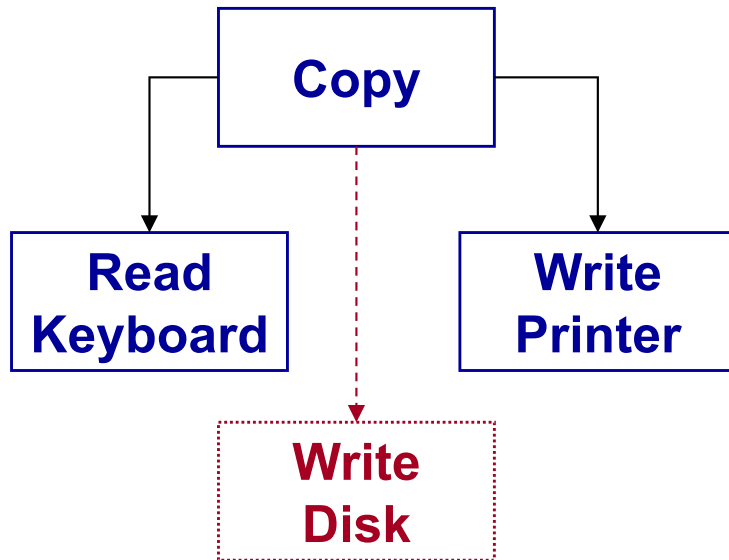 Copy
Read
Keyboard
Write
Printer
Write
Disk